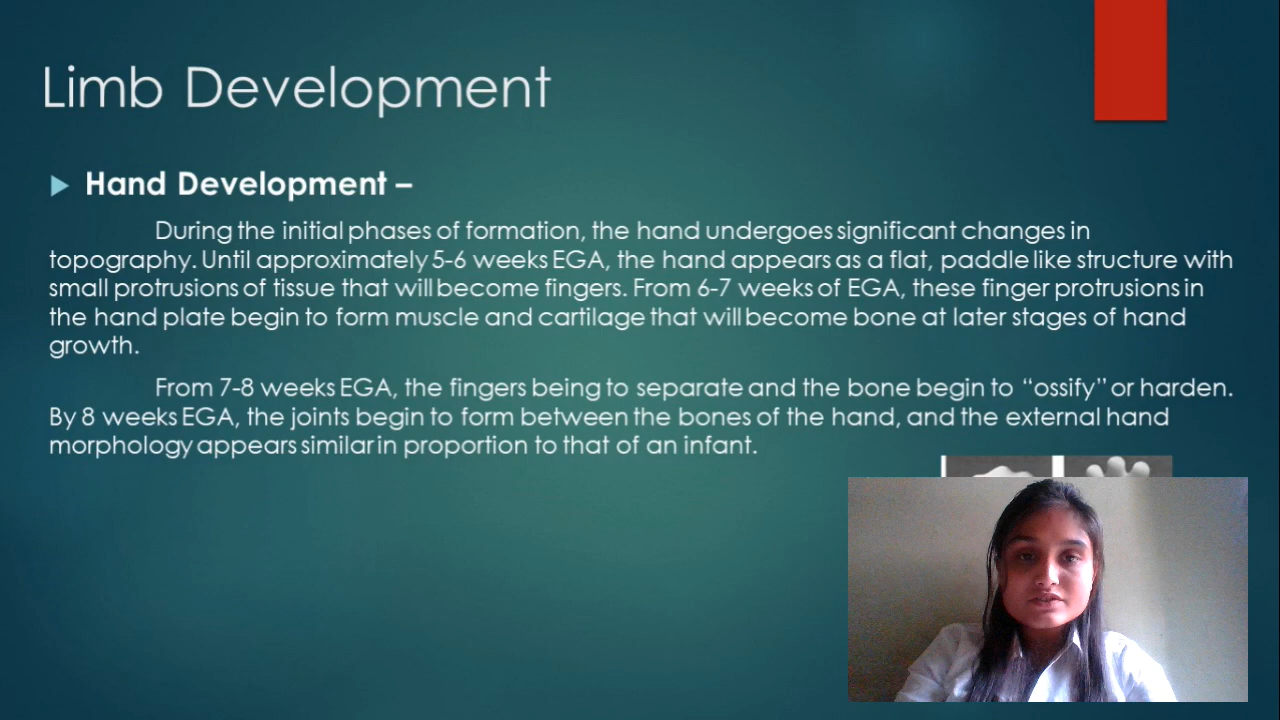 Limb Development
Hand Development –
During the initial phases of formation, the hand undergoes significant changes in
topography. Until approximately 5-6 weeks EGA, the hand appears as a flat, paddle like structure with
small protrusions of tissue that will become fingers. From 6-7 weeks of EGA, these finger protrusions in
the hand plate begin to form muscle and cartilage that will become bone at later stages of hand
growth.
From 7-8 weeks EGA, the fingers being to separate and the bone begin to “ossify” or harden.
By 8 weeks EGA, the joints begin to form between the bones of the hand, and the external hand
morphology appears similar in proportion to that of an infant.